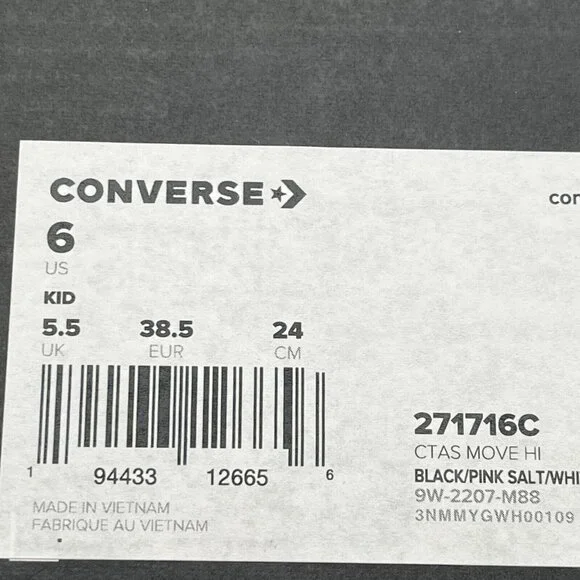 CONVERSE
6
US
KID
5.5 38.5 24
UK EUR CM
1 94433 12665 6
MADE IN VIETNAM
FABRIQUE AU VIETNAM
con
271716C
CTAS MOVE HI
BLACK/PINK SALT/WHI
9W-2207-M88
3NMMYGWH00109